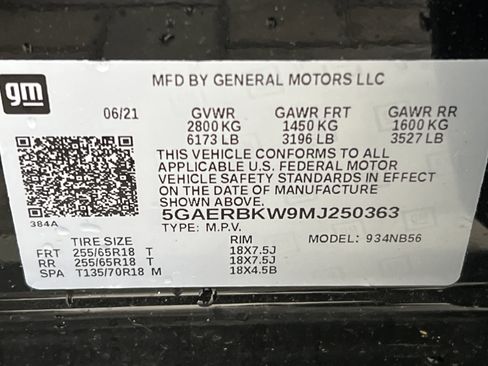 gm
MFD BY GENERAL MOTORS LLC
06/21 GVWR GAWR FRT GAWR RR
2800 KG 1450 KG 1600 KG
6173 LB 3196 LB 3527 LB
THIS VEHICLE CONFORMS TO ALL
APPLICABLE U.S. FEDERAL MOTOR
VEHICLE SAFETY STANDARDS IN EFFECT
ON THE DATE OF MANUFACTURE
SHOWN ABOVE.
384A
5GAERBKW9MJ250363
TYPE: M.P.V. MODEL: 934NB56
TIRE SIZE RIM
FRT 255/65R18 T 18X7.5J
RR 255/65R18 T 18X7.5J
SPA T135/70R18 M 18X4.5B